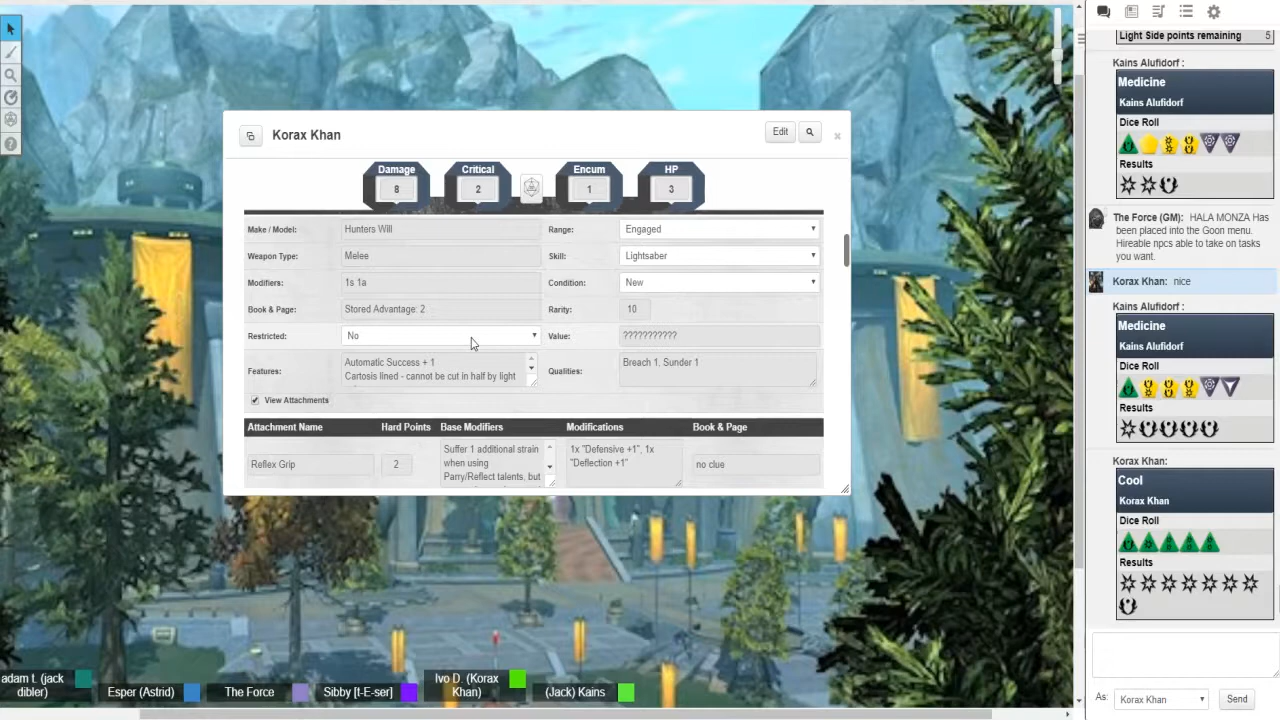 Korax Khan
Edit
Damage
Critical
Encum
HP
8
2
1
3
Make / Model:
Hunters Will
Range:
Engaged
Weapon Type:
Melee
Skill:
Lightsaber
Modifiers:
1s 1a
Condition:
New
Book & Page:
Stored Advantage: 2
Rarity:
10
Restricted:
No
Value:
???????????
Features:
Automatic Success + 1
Cartosis lined - cannot be cut in half by light
Qualities:
Breach 1, Sunder 1
View Attachments
Attachment Name
Hard Points
Base Modifiers
Modifications
Book & Page
Reflex Grip
2
Suffer 1 additional strain
when using
Parry/Reflect talents, but
1x "Defensive +1", 1x
"Deflection +1"
no clue
adam t. (jack
dibler)
Esper (Astrid)
The Force
Sibby [t-E-ser]
Ivo D. (Korax
Khan)
(Jack) Kains
Light Side points remaining 5
Kains Alufidorf :
Medicine
Kains Alufidorf
Dice Roll
Results
The Force (GM): HALA MONZA Has
been placed into the Goon menu.
Hireable npcs able to take on tasks
you want.
Korax Khan: nice
Kains Alufidorf :
Medicine
Kains Alufidorf
Dice Roll
Results
Korax Khan:
Cool
Korax Khan
Dice Roll
Results
As:
Korax Khan
Send